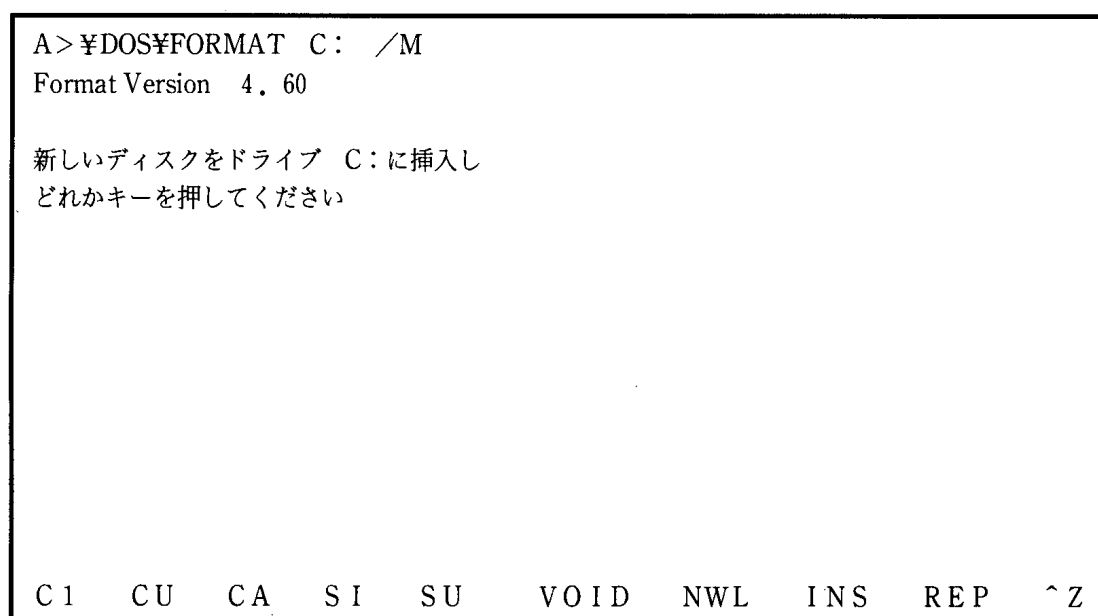 A>¥DOS¥FORMAT C: ／M
Format Version 4．60
新しいディスクをドライブ C：に挿入し
どれかキーを押してください
C1 CU CA SI SU VOID NWL INS REP ^Z